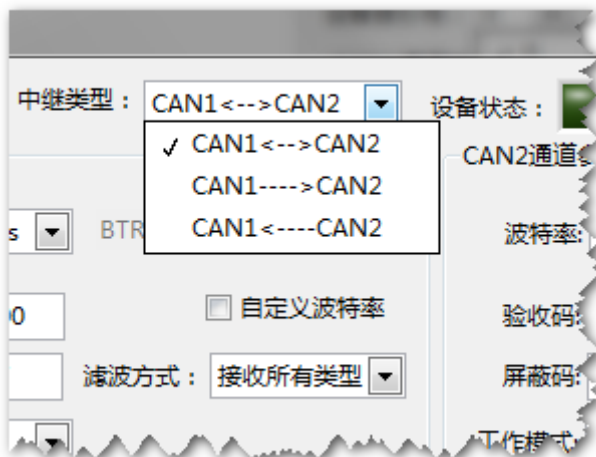 中继类型： CAN1<-->CAN2 设备状态：
✓ CAN1<-->CAN2
CAN1---->CAN2
CAN1<----CAN2
CAN2通道
s BTR 波特率:
00 自定义波特率 验收码:
滤波方式： 接收所有类型 屏蔽码:
工作模式: